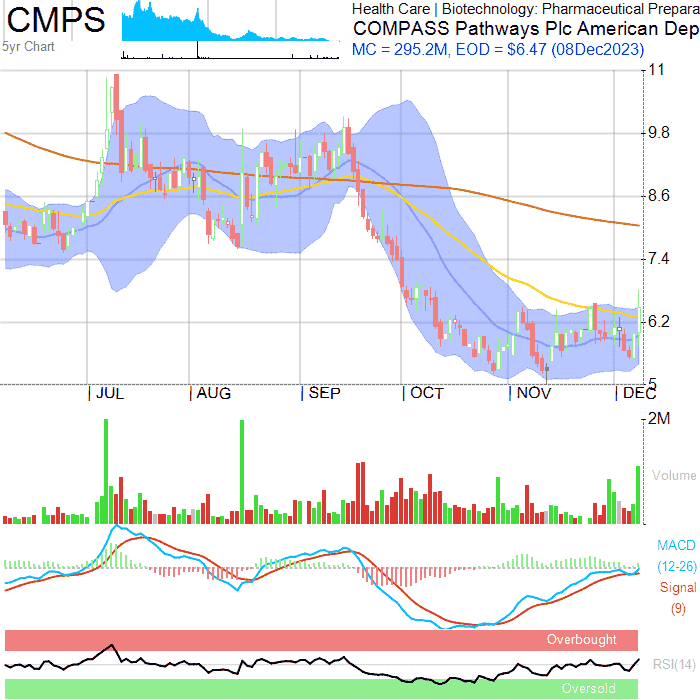 CMPS
5yr Chart
Health Care | Biotechnology: Pharmaceutical Prepara
COMPASS Pathways Plc American Dep
MC = 295.2M, EOD = $6.47 (08Dec2023)
11
9.8
8.6
7.4
6.2
5
JUL AUG SEP OCT NOV DEC
2M
Volume
MACD
(12-26)
Signal
(9)
Overbought
RSI(14)
Oversold